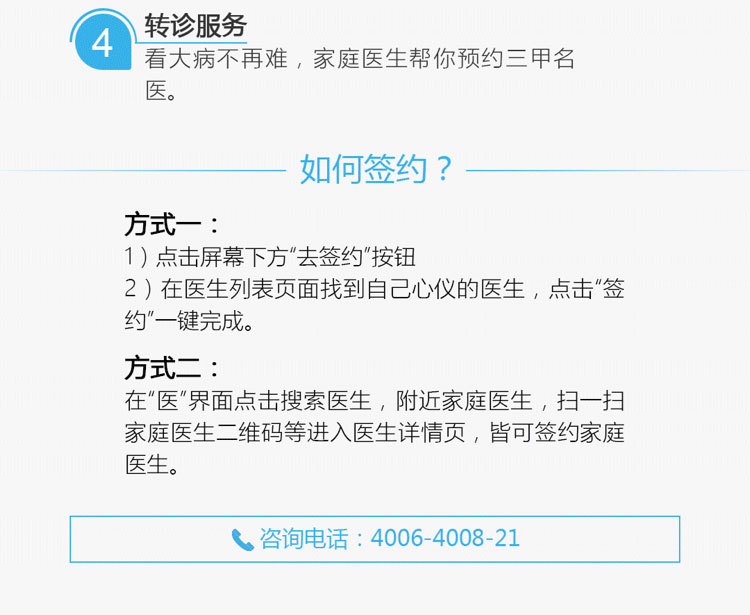 4
转诊服务
看大病不再难，家庭医生帮你预约三甲名
医。
如何签约？
方式一：
1）点击屏幕下方“去签约”按钮
2）在医生列表页面找到自己心仪的医生，点击“签
约”一键完成。
方式二：
在“医”界面点击搜索医生，附近家庭医生，扫一扫
家庭医生二维码等进入医生详情页，皆可签约家庭
医生。
咨询电话：4006-4008-21